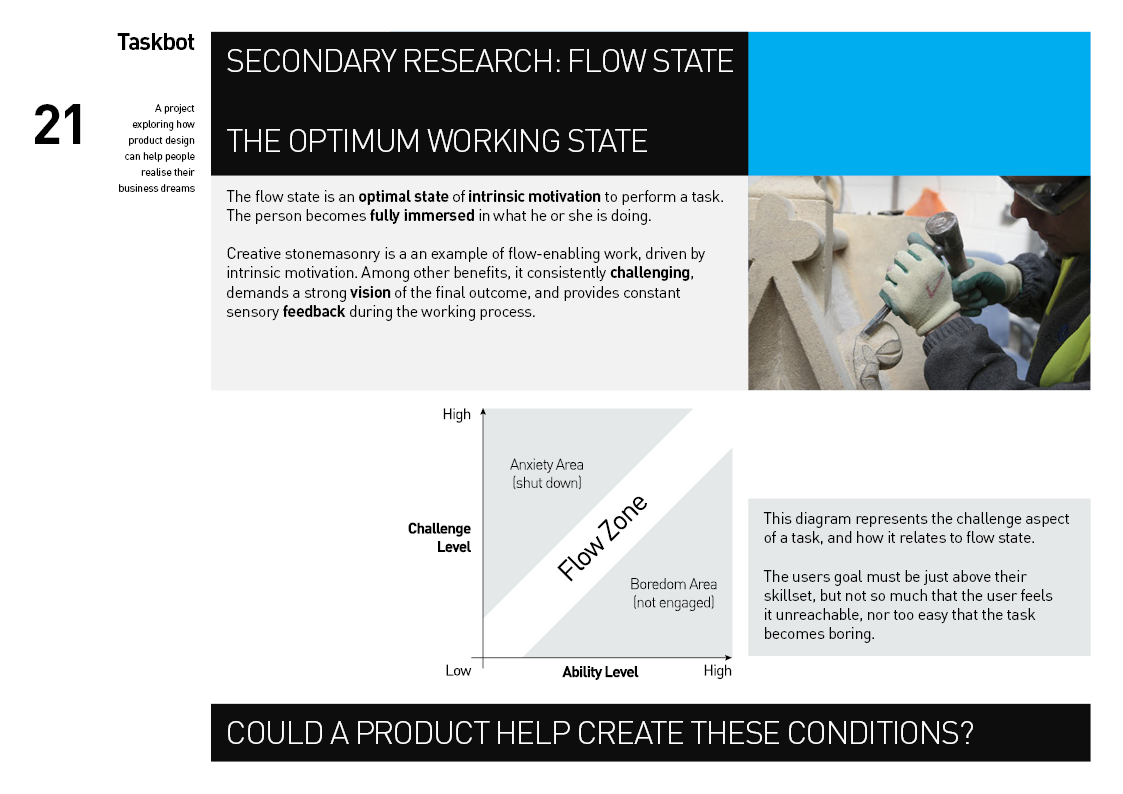 Taskbot
21
A project
exploring how
product design
can help people
realise their
business dreams
SECONDARY RESEARCH: FLOW STATE
THE OPTIMUM WORKING STATE
The flow state is an optimal state of intrinsic motivation to perform a task.
The person becomes fully immersed in what he or she is doing.
Creative stonemasonry is a an example of flow-enabling work, driven by
intrinsic motivation. Among other benefits, it consistently challenging,
demands a strong vision of the final outcome, and provides constant
sensory feedback during the working process.
High
Anxiety Area
(shut down)
Challenge
Level
Flow Zone
Boredom Area
(not engaged)
Low
Ability Level
High
This diagram represents the challenge aspect
of a task, and how it relates to flow state.
The users goal must be just above their
skillset, but not so much that the user feels
it unreachable, nor too easy that the task
becomes boring.
COULD A PRODUCT HELP CREATE THESE CONDITIONS?